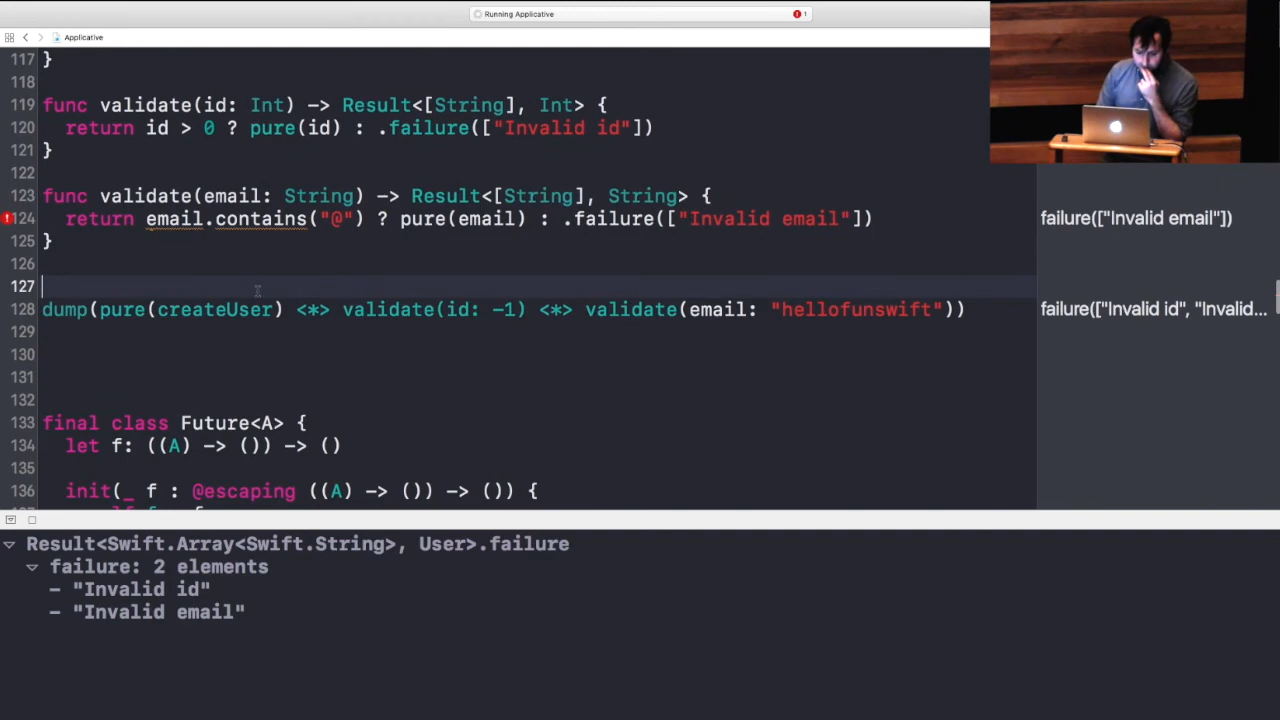 Running Applicative
1
Applicative
117 }
118
119 func validate(id: Int) -> Result<[String], Int> {
120 return id > 0 ? pure(id) : .failure(["Invalid id"])
121 }
122
123 func validate(email: String) -> Result<[String], String> {
124 return email.contains("@") ? pure(email) : .failure(["Invalid email"])
failure(["Invalid email"])
125 }
126
127
128 dump(pure(createUser) <*> validate(id: -1) <*> validate(email: "hellofunswift"))
failure(["Invalid id", "Invalid...
129
130
131
132
133 final class Future<A> {
134 let f: ((A) -> ()) -> ()
135
136 init(_ f : @escaping ((A) -> ()) -> ()) {
Result<Swift.Array<Swift.String>, User>.failure
failure: 2 elements
- "Invalid id"
- "Invalid email"